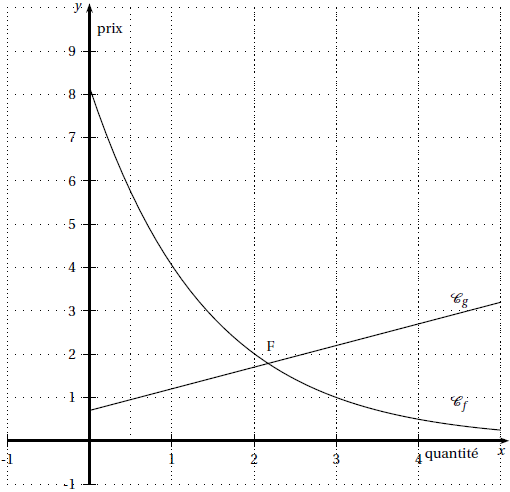 y
prix
9
8
7
6
5
4
3
𝒞g
2
F
1
𝒞f
-1
1
2
3
4
quantité
x
-1